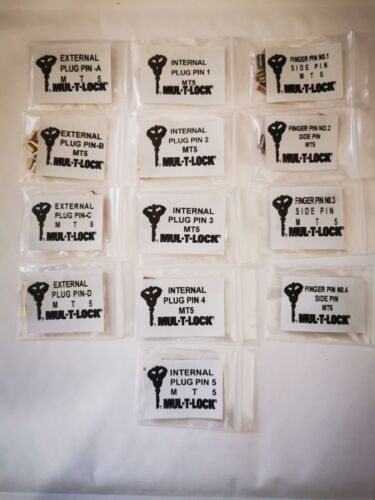 EXTERNAL
PLUG PIN -A
M T 5
MUL-T-LOCK
INTERNAL
PLUG PIN 1
MT5
MUL-T-LOCK
FINGER PIN NO.1
SIDE PIN
M T 5
MUL-T-LOCK
EXTERNAL
PLUG PIN-B
MT5
MUL-T-LOCK
INTERNAL
PLUG PIN 2
MT5
MUL-T-LOCK
FINGER PIN NO.2
SIDE PIN
MT5
MUL-T-LOCK
EXTERNAL
PLUG PIN-C
M T 5
MUL-T-LOCK
INTERNAL
PLUG PIN 3
MT5
MUL-T-LOCK
FINGER PIN NO.3
SIDE PIN
M T 5
MUL-T-LOCK
EXTERNAL
PLUG PIN-D
M T 5
MUL-T-LOCK
INTERNAL
PLUG PIN 4
MT5
MUL-T-LOCK
FINGER PIN NO.4
SIDE PIN
MT5
MUL-T-LOCK
INTERNAL
PLUG PIN 5
M T 5
MUL-T-LOCK